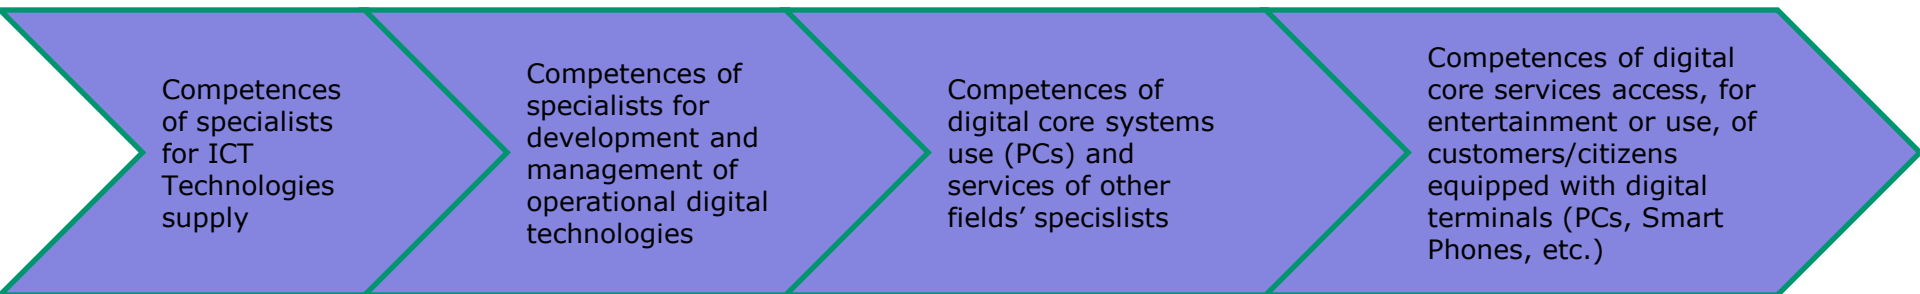 Competences
of specialists
for ICT
Technologies
supply
Competences of
specialists for
development and
management of
operational digital
technologies
Competences of
digital core systems
use (PCs) and
services of other
fields’ specislists
Competences of digital
core services access, for
entertainment or use, of
customers/citizens
equipped with digital
terminals (PCs, Smart
Phones, etc.)